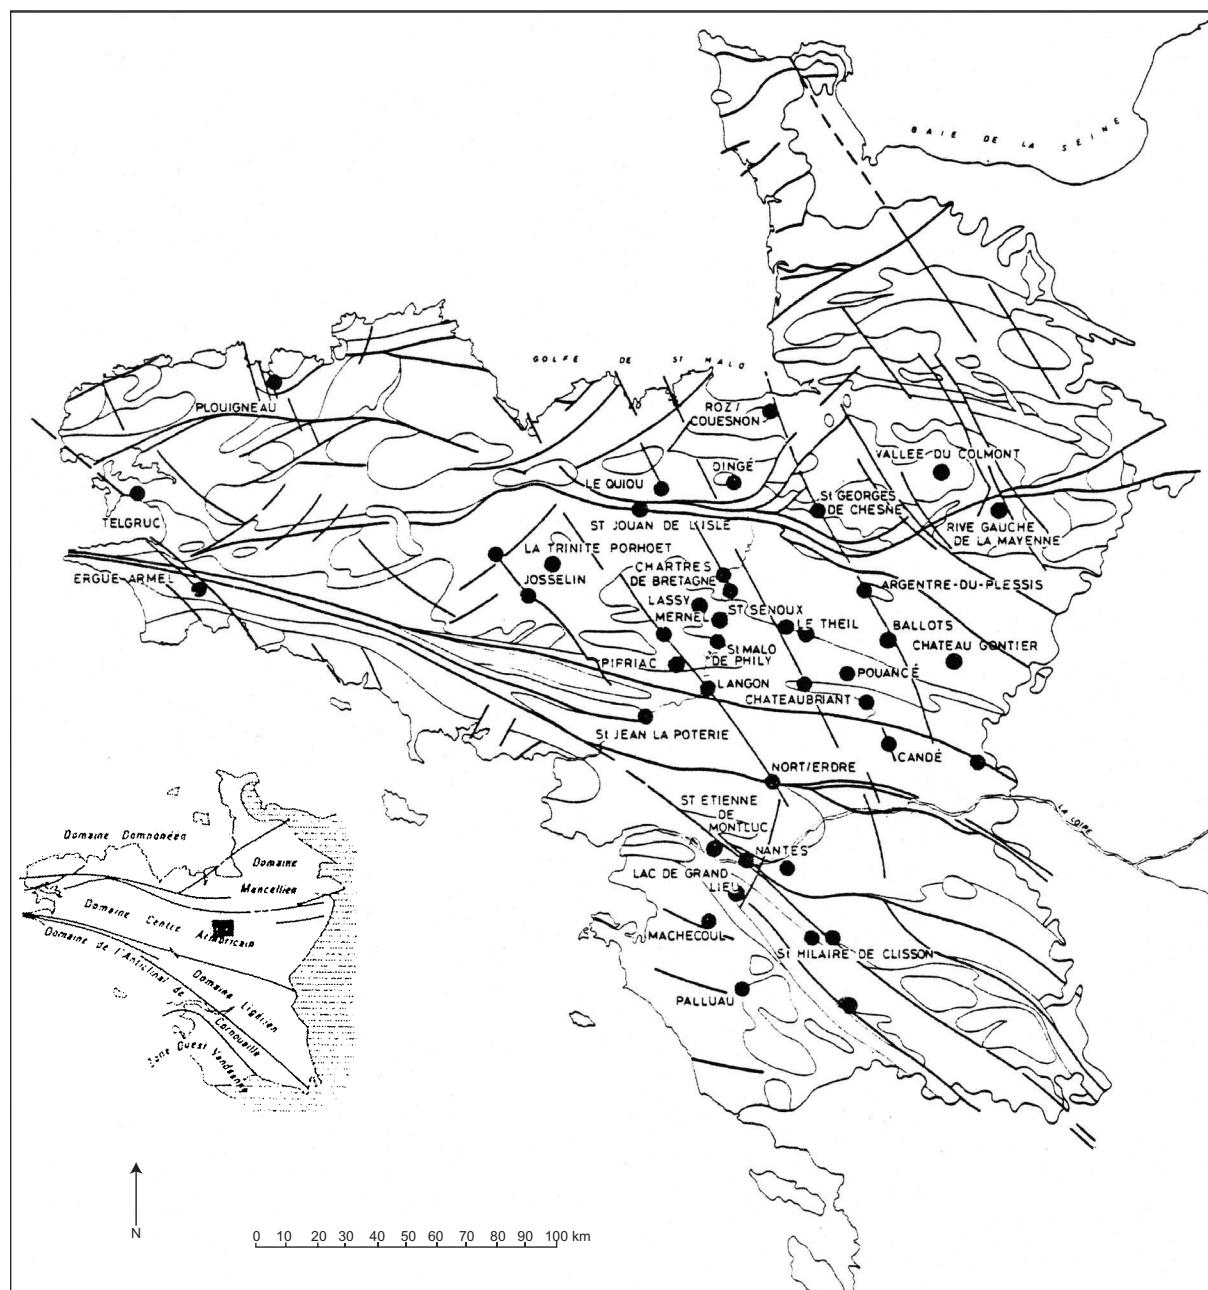 BAIE DE LA SEINE
GOLFE DE St MALO
PLOUIGNEAU
ROZ/
COUESNON
VALLEE DU COLMONT
DINGÉ
LE QUIOU
St GEORGES
DE CHESNE
TELGRUC
ST JOUAN DE L'ISLE
RIVE GAUCHE
DE LA MAYENNE
LA TRINITE PORHOET
JOSSELIN
CHARTRES
DE BRETAGNE
ERGUE-ARMEL
ARGENTRE-DU-PLESSIS
LASSY
ST SENOUX
MERNEL
LE THEIL
BALLOTS
CHATEAU GONTIER
St MALO
DE PHILY
PIPRIAC
POUANCÉ
LANGON
CHATEAUBRIANT
St JEAN LA POTERIE
CANDÉ
NORT/ERDRE
ST ETIENNE
DE
MONTLUC
LA LOIRE
NANTES
LAC DE GRAND
LIEU
MACHECOUL
St HILAIRE DE CLISSON
PALLUAU
Domaine Domnonéen
Domaine
Mancellien
Domaine Centre Armoricain
Domaine de l'Anticlinal de
Cornouaille
Domaine Ligérien
Zone Ouest Vendéenne
N
0 10 20 30 40 50 60 70 80 90 100 km